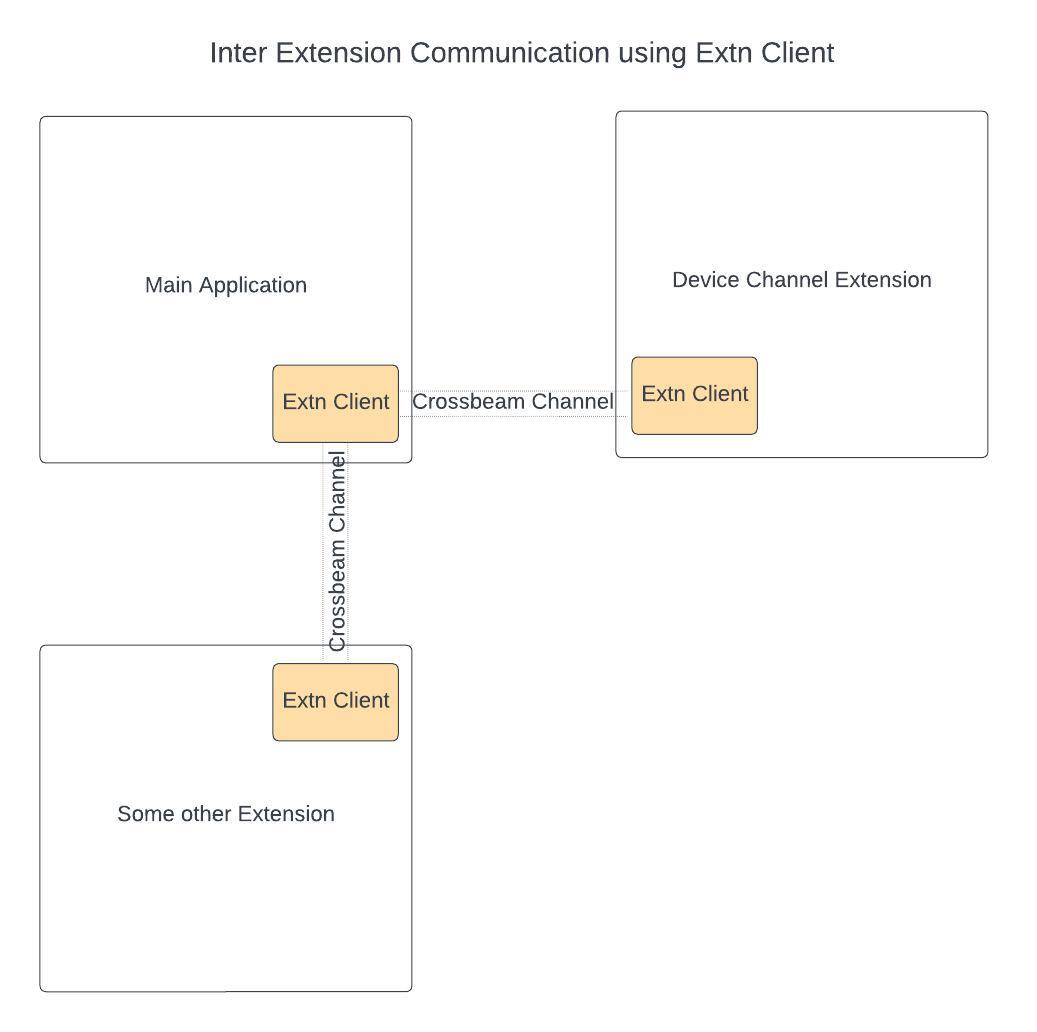 Inter Extension Communication using Extn Client
Main Application
Device Channel Extension
Extn Client
Crossbeam Channel
Extn Client
Crossbeam Channel
Extn Client
Some other Extension